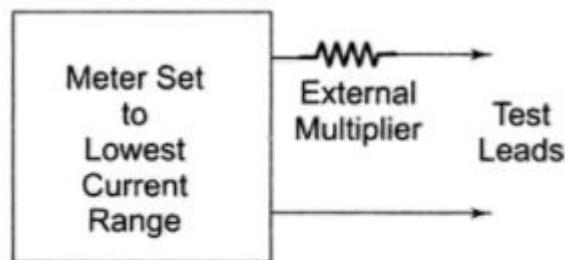 Meter Set
to
Lowest
Current
Range
External
Multiplier
Test
Leads